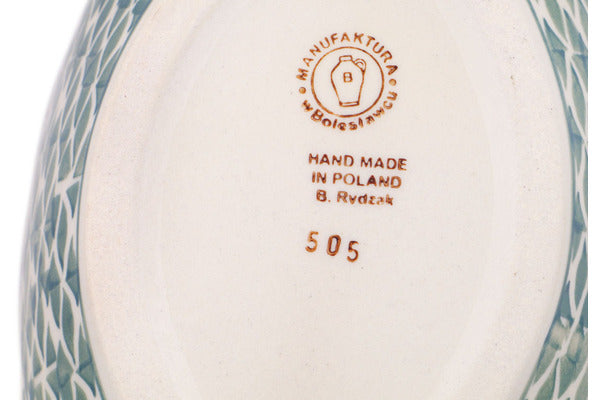 MANUFAKTURA
B
w Bolesławcu
HAND MADE
IN POLAND
B. Rydzak
505